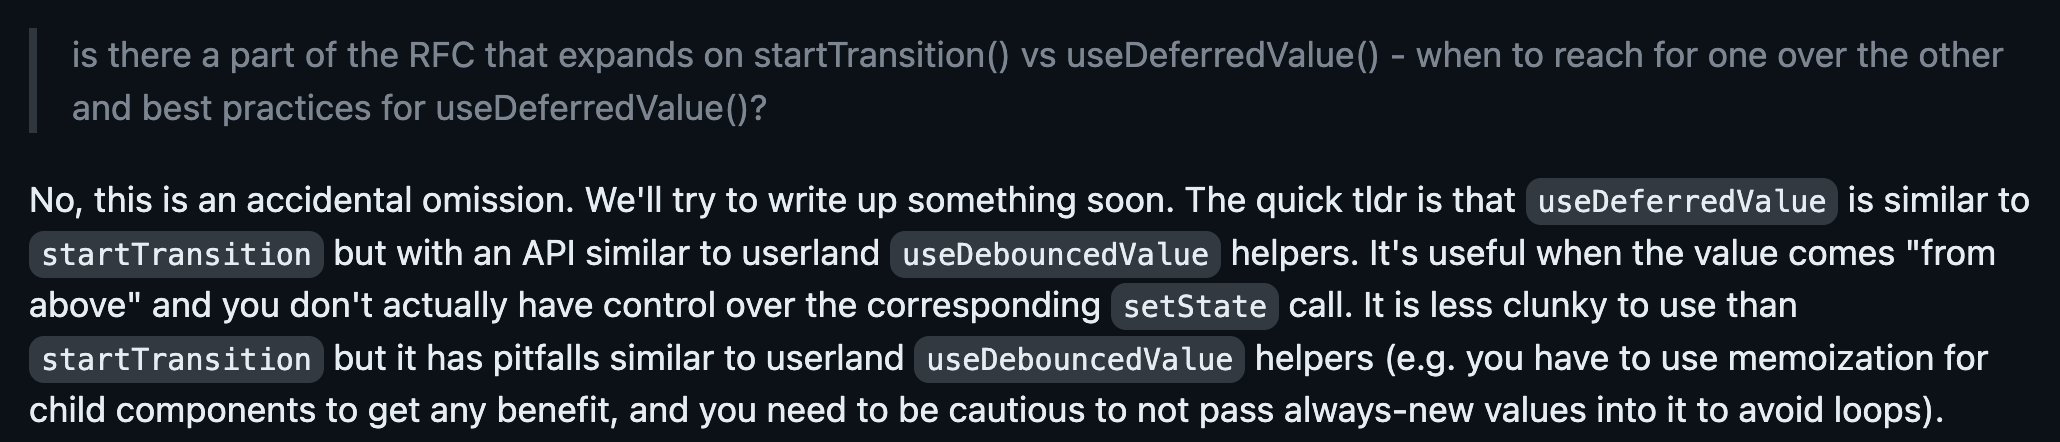 is there a part of the RFC that expands on startTransition() vs useDeferredValue() - when to reach for one over the other
and best practices for useDeferredValue()?
No, this is an accidental omission. We'll try to write up something soon. The quick tldr is that useDeferredValue is similar to
startTransition but with an API similar to userland useDebouncedValue helpers. It's useful when the value comes "from
above" and you don't actually have control over the corresponding setState call. It is less clunky to use than
startTransition but it has pitfalls similar to userland useDebouncedValue helpers (e.g. you have to use memoization for
child components to get any benefit, and you need to be cautious to not pass always-new values into it to avoid loops).